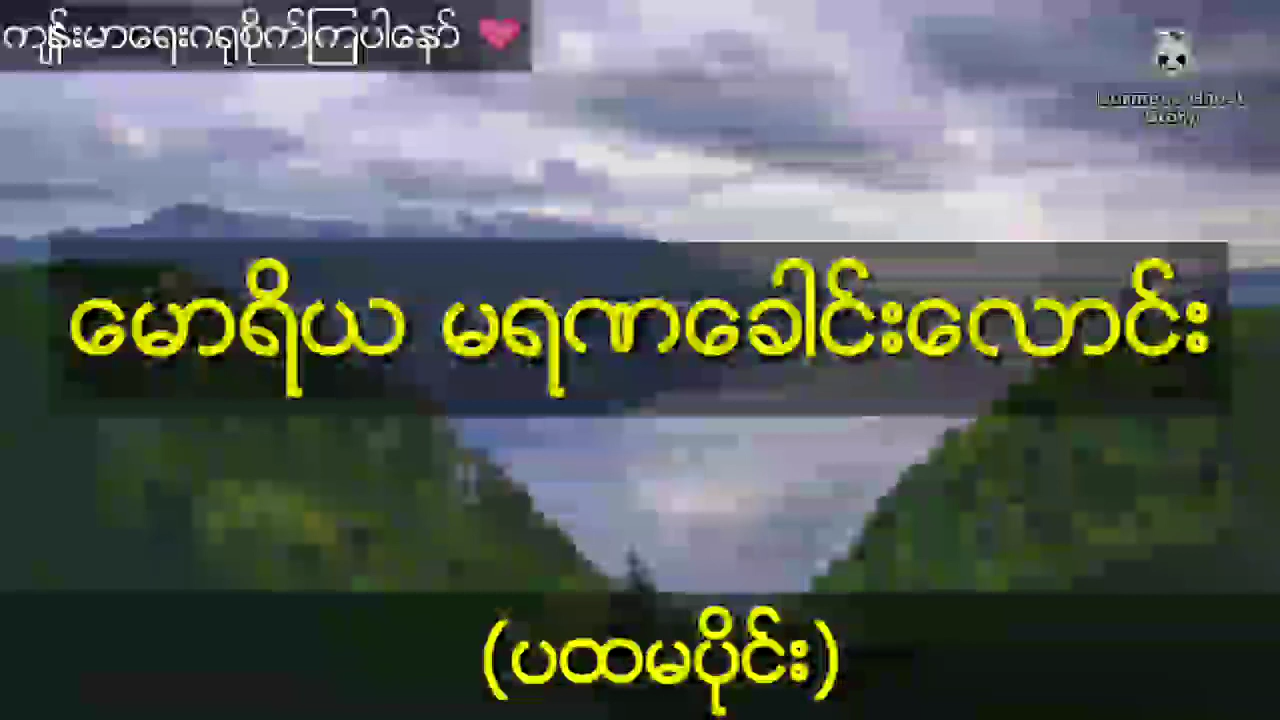 ကျန်းမာရေးဂရုစိုက်ကြပါနော် 💗
မောရိယ မရဏခေါင်းလောင်း
(ပထမပိုင်း)